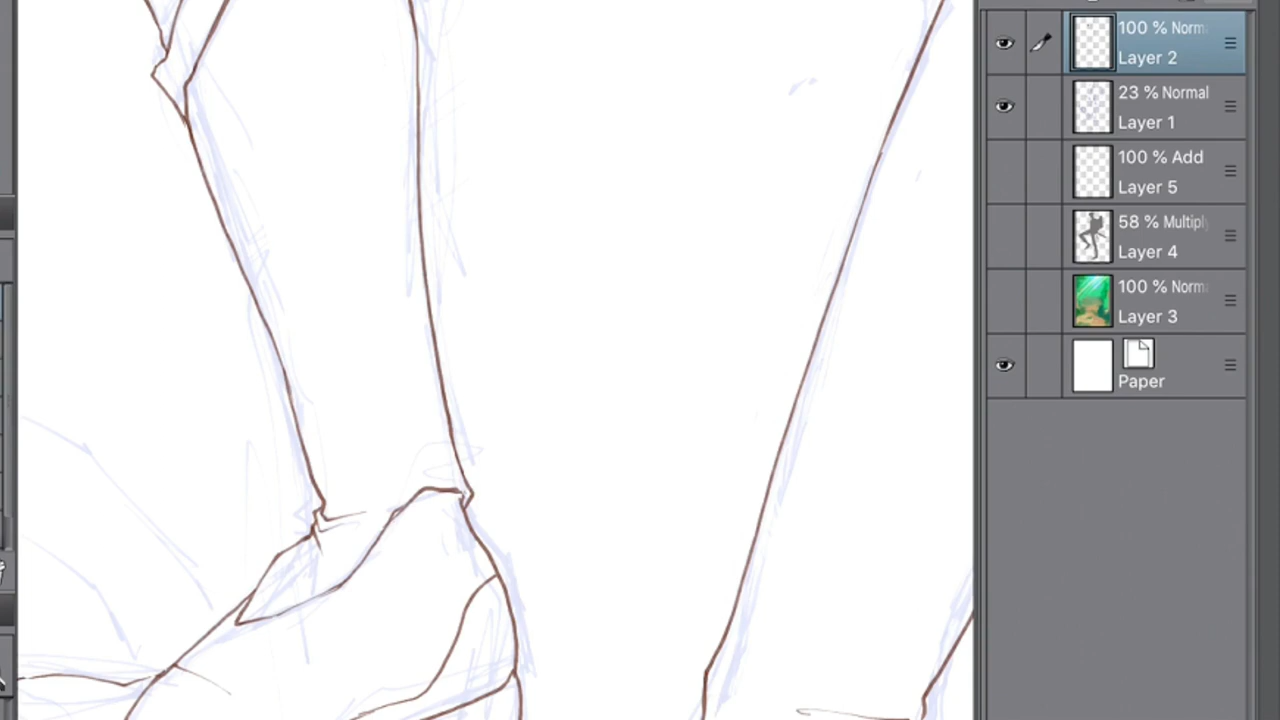 100 % Norm
Layer 2
23 % Normal
Layer 1
100 % Add
Layer 5
58 % Multiply
Layer 4
100 % Norm
Layer 3
Paper